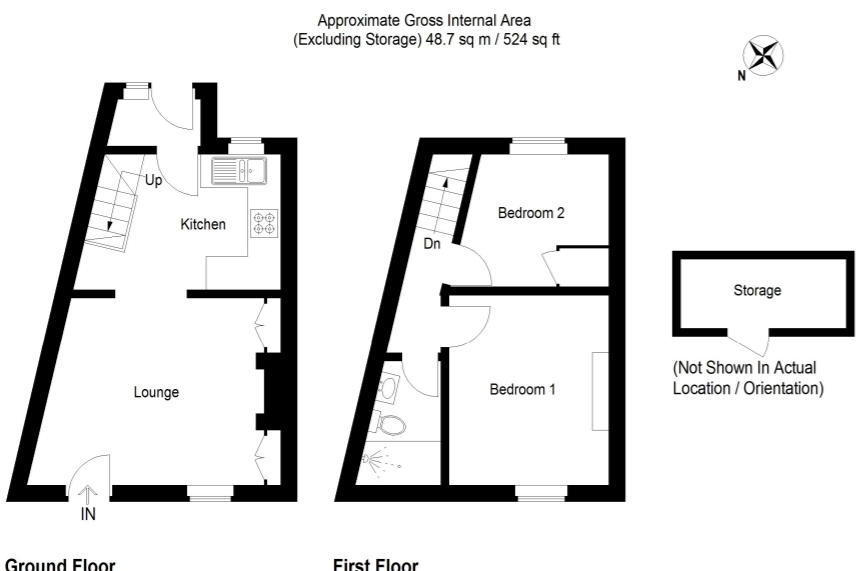 Approximate Gross Internal Area
(Excluding Storage) 48.7 sq m / 524 sq ft
N
Up
Kitchen
Lounge
IN
Ground Floor
Bedroom 2
Dn
Bedroom 1
First Floor
Storage
(Not Shown In Actual
Location / Orientation)